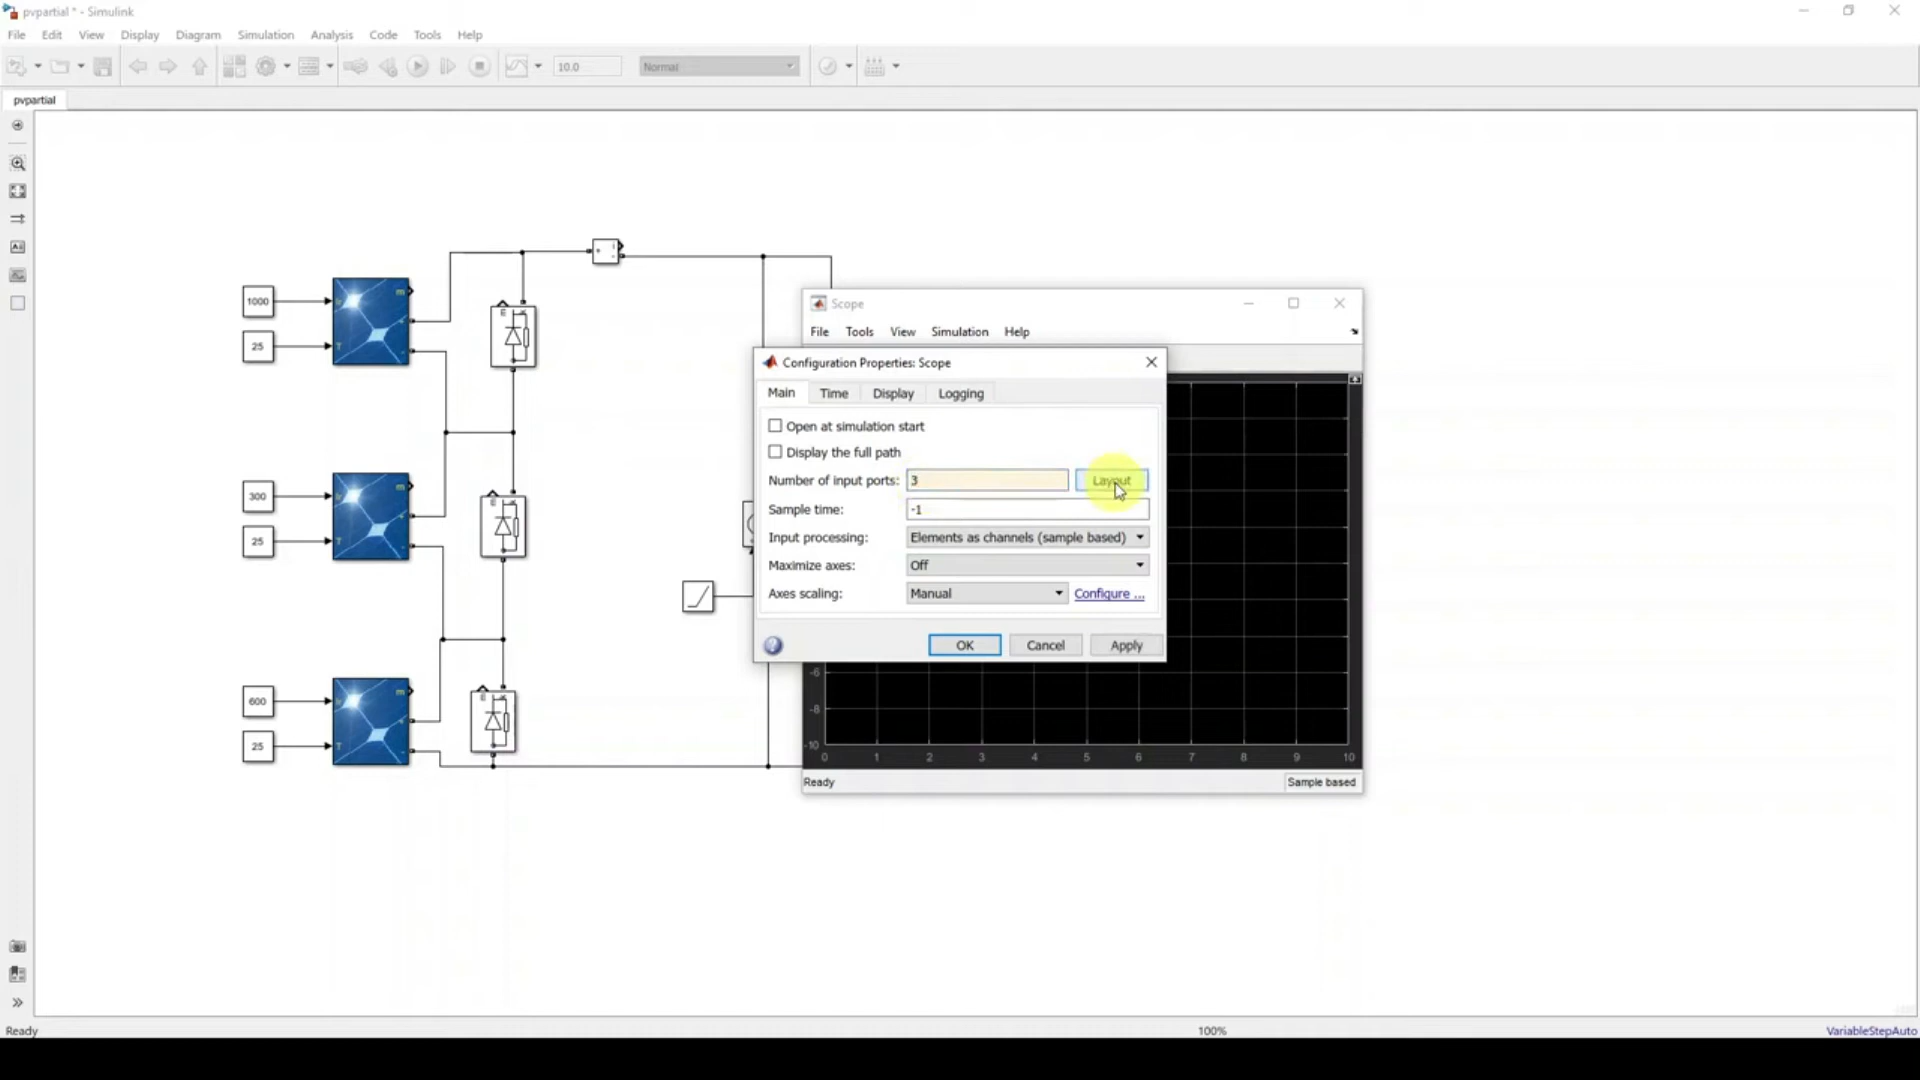 pvpartial * - Simulink
File Edit View Display Diagram Simulation Analysis Code Tools Help
10.0 Normal
pvpartial
1000
25
300
25
600
25
Ir
T
m
+
-
Scope
File Tools View Simulation Help
Configuration Properties: Scope
Main Time Display Logging
Open at simulation start
Display the full path
Number of input ports: 3 Layout
Sample time: -1
Input processing: Elements as channels (sample based)
Maximize axes: Off
Axes scaling: Manual Configure ...
OK Cancel Apply
-6
-8
-10
0 1 2 3 4 5 6 7 8 9 10
Ready Sample based
Ready 100% VariableStepAuto